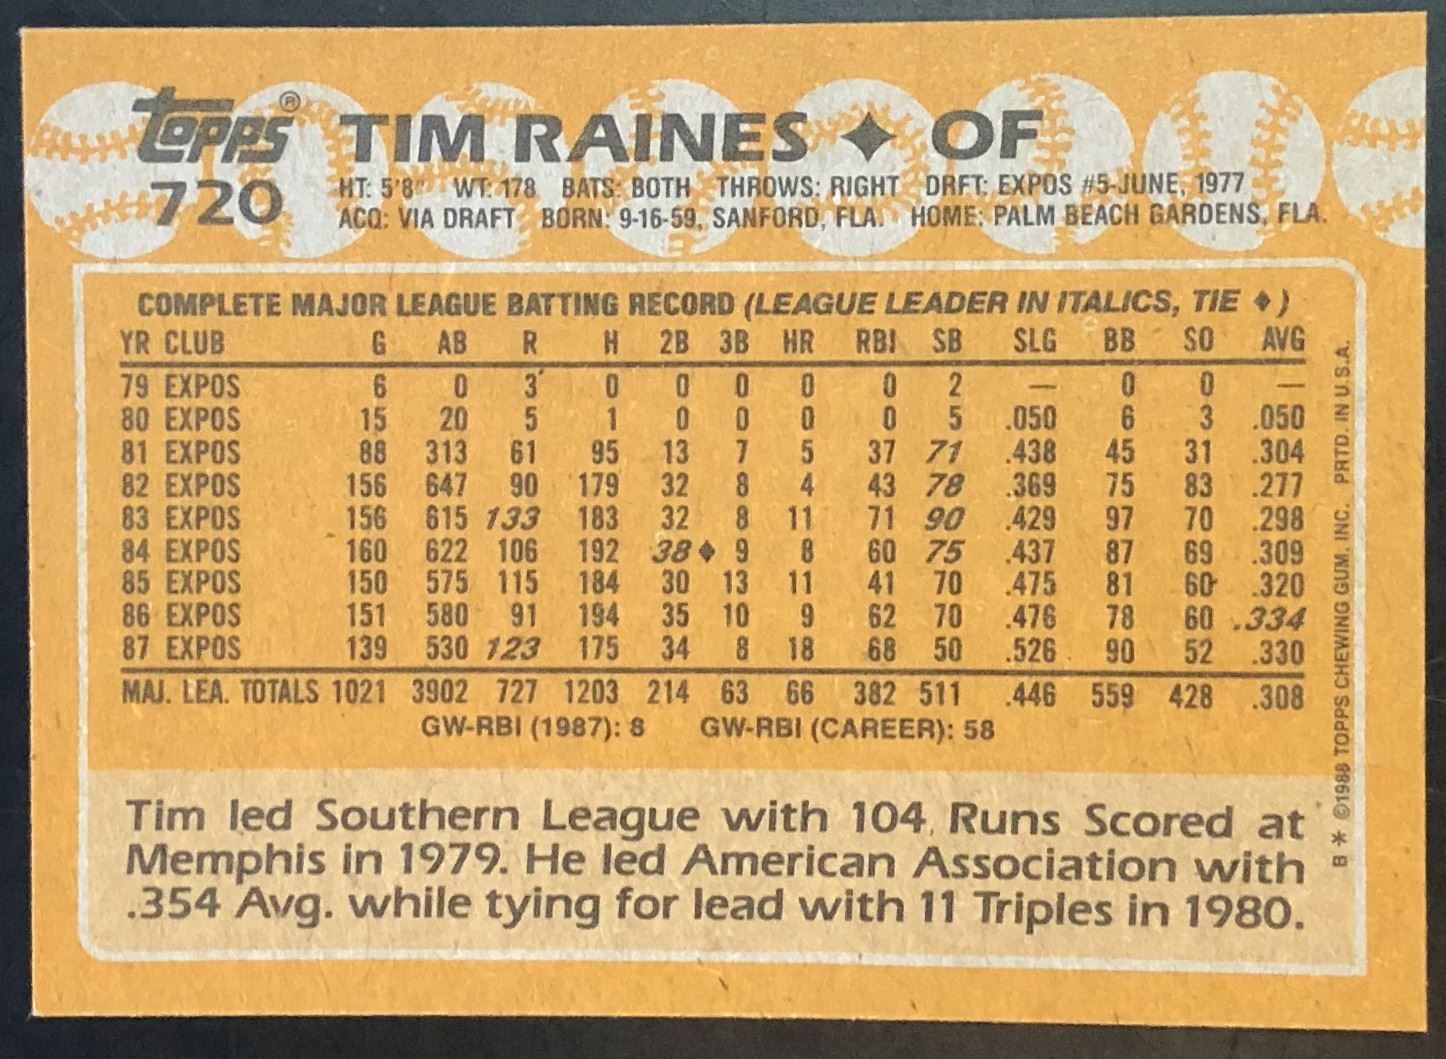 topps® TIM RAINES ♦ OF
720 HT: 5'8" WT: 178 BATS: BOTH THROWS: RIGHT DRFT: EXPOS #5-JUNE, 1977
ACQ: VIA DRAFT BORN: 9-16-59, SANFORD, FLA. HOME: PALM BEACH GARDENS, FLA.
COMPLETE MAJOR LEAGUE BATTING RECORD (LEAGUE LEADER IN ITALICS, TIE ♦)
YR CLUB G AB R H 2B 3B HR RBI SB SLG BB SO AVG
79 EXPOS 6 0 3 0 0 0 0 0 2 — 0 0 —
80 EXPOS 15 20 5 1 0 0 0 0 5 .050 6 3 .050
81 EXPOS 88 313 61 95 13 7 5 37 71 .438 45 31 .304
82 EXPOS 156 647 90 179 32 8 4 43 78 .369 75 83 .277
83 EXPOS 156 615 133 183 32 8 11 71 90 .429 97 70 .298
84 EXPOS 160 622 106 192 38♦ 9 8 60 75 .437 87 69 .309
85 EXPOS 150 575 115 184 30 13 11 41 70 .475 81 60 .320
86 EXPOS 151 580 91 194 35 10 9 62 70 .476 78 60 .334
87 EXPOS 139 530 123 175 34 8 18 68 50 .526 90 52 .330
MAJ. LEA. TOTALS 1021 3902 727 1203 214 63 66 382 511 .446 559 428 .308
GW-RBI (1987): 8 GW-RBI (CAREER): 58
Tim led Southern League with 104 Runs Scored at
Memphis in 1979. He led American Association with
.354 Avg. while tying for lead with 11 Triples in 1980.
B* ©1988 TOPPS CHEWING GUM, INC. PRTD. IN U.S.A.